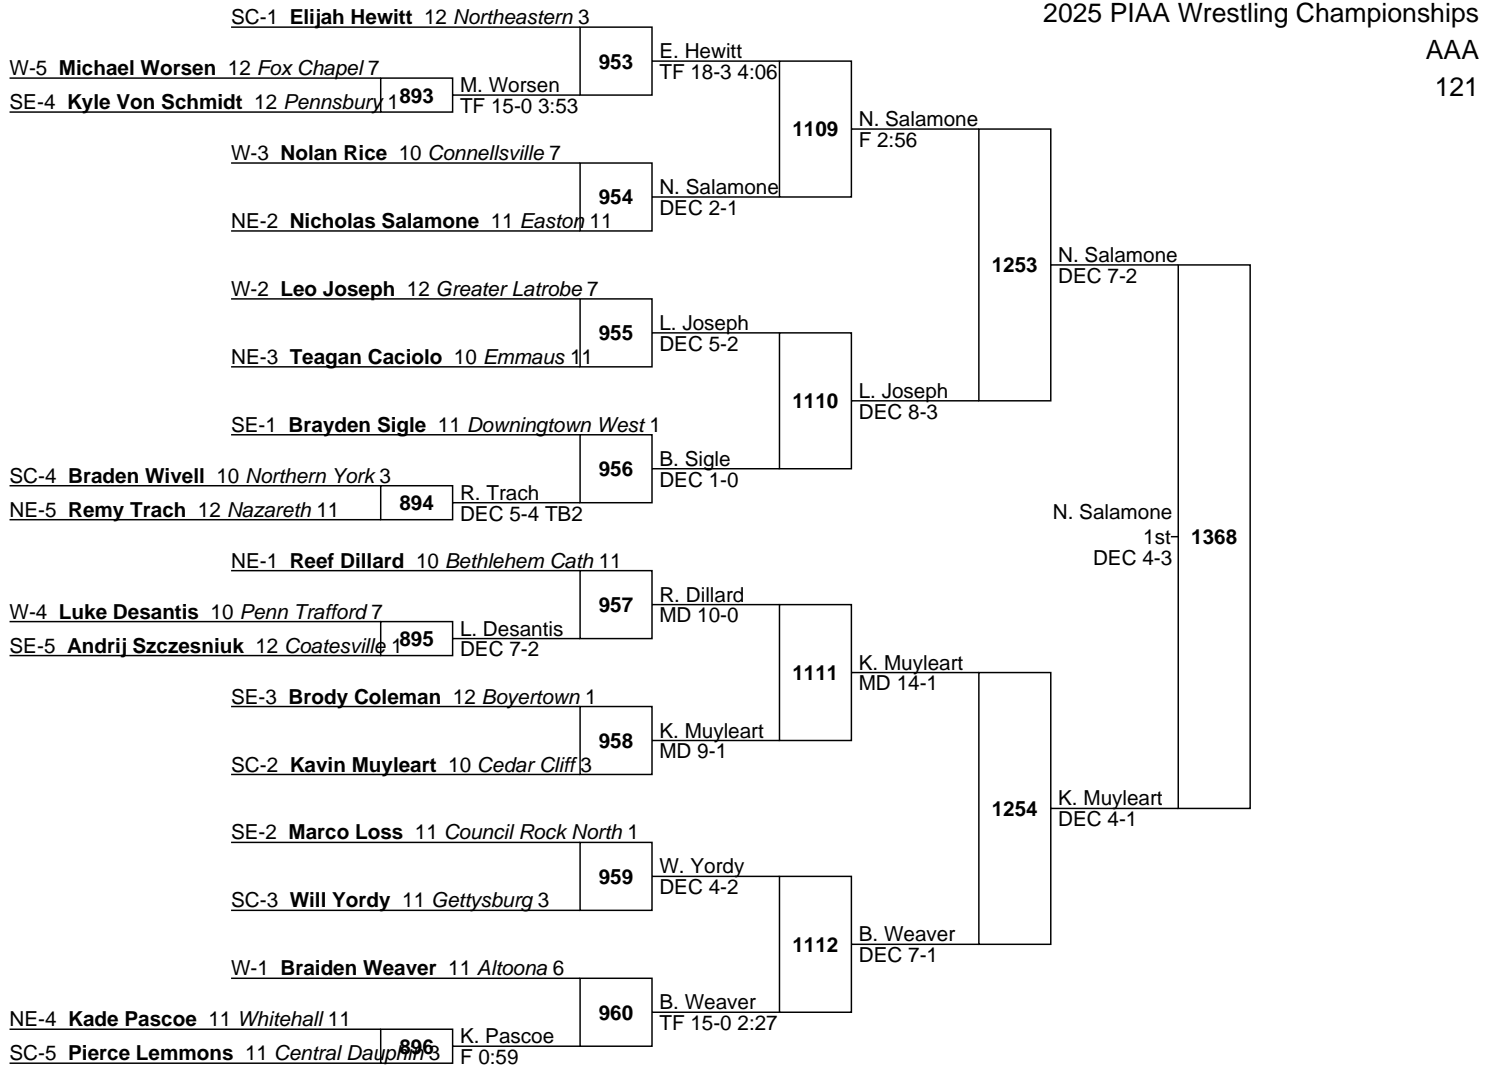 2025 PIAA Wrestling Championships
AAA
121
SC-1 Elijah Hewitt 12 Northeastern 3
W-5 Michael Worsen 12 Fox Chapel 7
SE-4 Kyle Von Schmidt 12 Pennsbury 1
893
M. Worsen
TF 15-0 3:53
953
E. Hewitt
TF 18-3 4:06
W-3 Nolan Rice 10 Connellsville 7
NE-2 Nicholas Salamone 11 Easton 11
954
N. Salamone
DEC 2-1
1109
N. Salamone
F 2:56
W-2 Leo Joseph 12 Greater Latrobe 7
NE-3 Teagan Caciolo 10 Emmaus 11
955
L. Joseph
DEC 5-2
SE-1 Brayden Sigle 11 Downingtown West 1
SC-4 Braden Wivell 10 Northern York 3
NE-5 Remy Trach 12 Nazareth 11
894
R. Trach
DEC 5-4 TB2
956
B. Sigle
DEC 1-0
1110
L. Joseph
DEC 8-3
1253
N. Salamone
DEC 7-2
NE-1 Reef Dillard 10 Bethlehem Cath 11
W-4 Luke Desantis 10 Penn Trafford 7
SE-5 Andrij Szczesniuk 12 Coatesville 1
895
L. Desantis
DEC 7-2
957
R. Dillard
MD 10-0
SE-3 Brody Coleman 12 Boyertown 1
SC-2 Kavin Muyleart 10 Cedar Cliff 3
958
K. Muyleart
MD 9-1
1111
K. Muyleart
MD 14-1
SE-2 Marco Loss 11 Council Rock North 1
SC-3 Will Yordy 11 Gettysburg 3
959
W. Yordy
DEC 4-2
W-1 Braiden Weaver 11 Altoona 6
NE-4 Kade Pascoe 11 Whitehall 11
SC-5 Pierce Lemmons 11 Central Dauphin 3
896
K. Pascoe
F 0:59
960
B. Weaver
TF 15-0 2:27
1112
B. Weaver
DEC 7-1
1254
K. Muyleart
DEC 4-1
N. Salamone
1st
DEC 4-3
1368